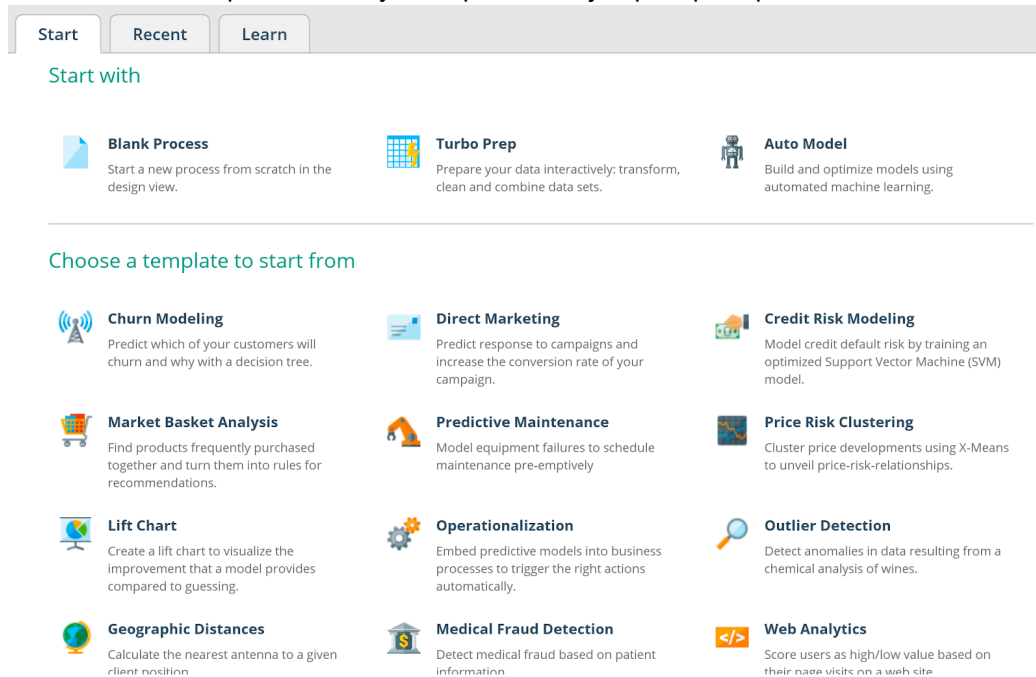 Start
Recent
Learn
Start with
Blank Process
Start a new process from scratch in the
design view.
Turbo Prep
Prepare your data interactively: transform,
clean and combine data sets.
Auto Model
Build and optimize models using
automated machine learning.
Choose a template to start from
Churn Modeling
Predict which of your customers will
churn and why with a decision tree.
Direct Marketing
Predict response to campaigns and
increase the conversion rate of your
campaign.
Credit Risk Modeling
Model credit default risk by training an
optimized Support Vector Machine (SVM)
model.
Market Basket Analysis
Find products frequently purchased
together and turn them into rules for
recommendations.
Predictive Maintenance
Model equipment failures to schedule
maintenance pre-emptively
Price Risk Clustering
Cluster price developments using X-Means
to unveil price-risk-relationships.
Lift Chart
Create a lift chart to visualize the
improvement that a model provides
compared to guessing.
Operationalization
Embed predictive models into business
processes to trigger the right actions
automatically.
Outlier Detection
Detect anomalies in data resulting from a
chemical analysis of wines.
Geographic Distances
Calculate the nearest antenna to a given
client position
Medical Fraud Detection
Detect medical fraud based on patient
information
Web Analytics
Score users as high/low value based on
their page visits on a web site